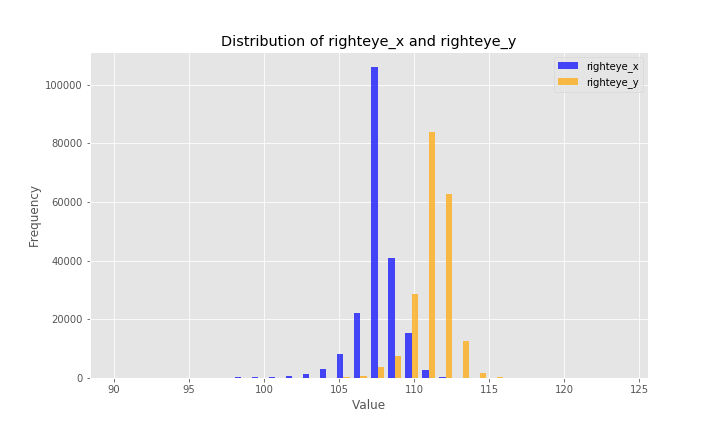 Distribution of righteye_x and righteye_y
righteye_x
righteye_y
Frequency
100000
80000
60000
40000
20000
0
90 95 100 105 110 115 120 125
Value